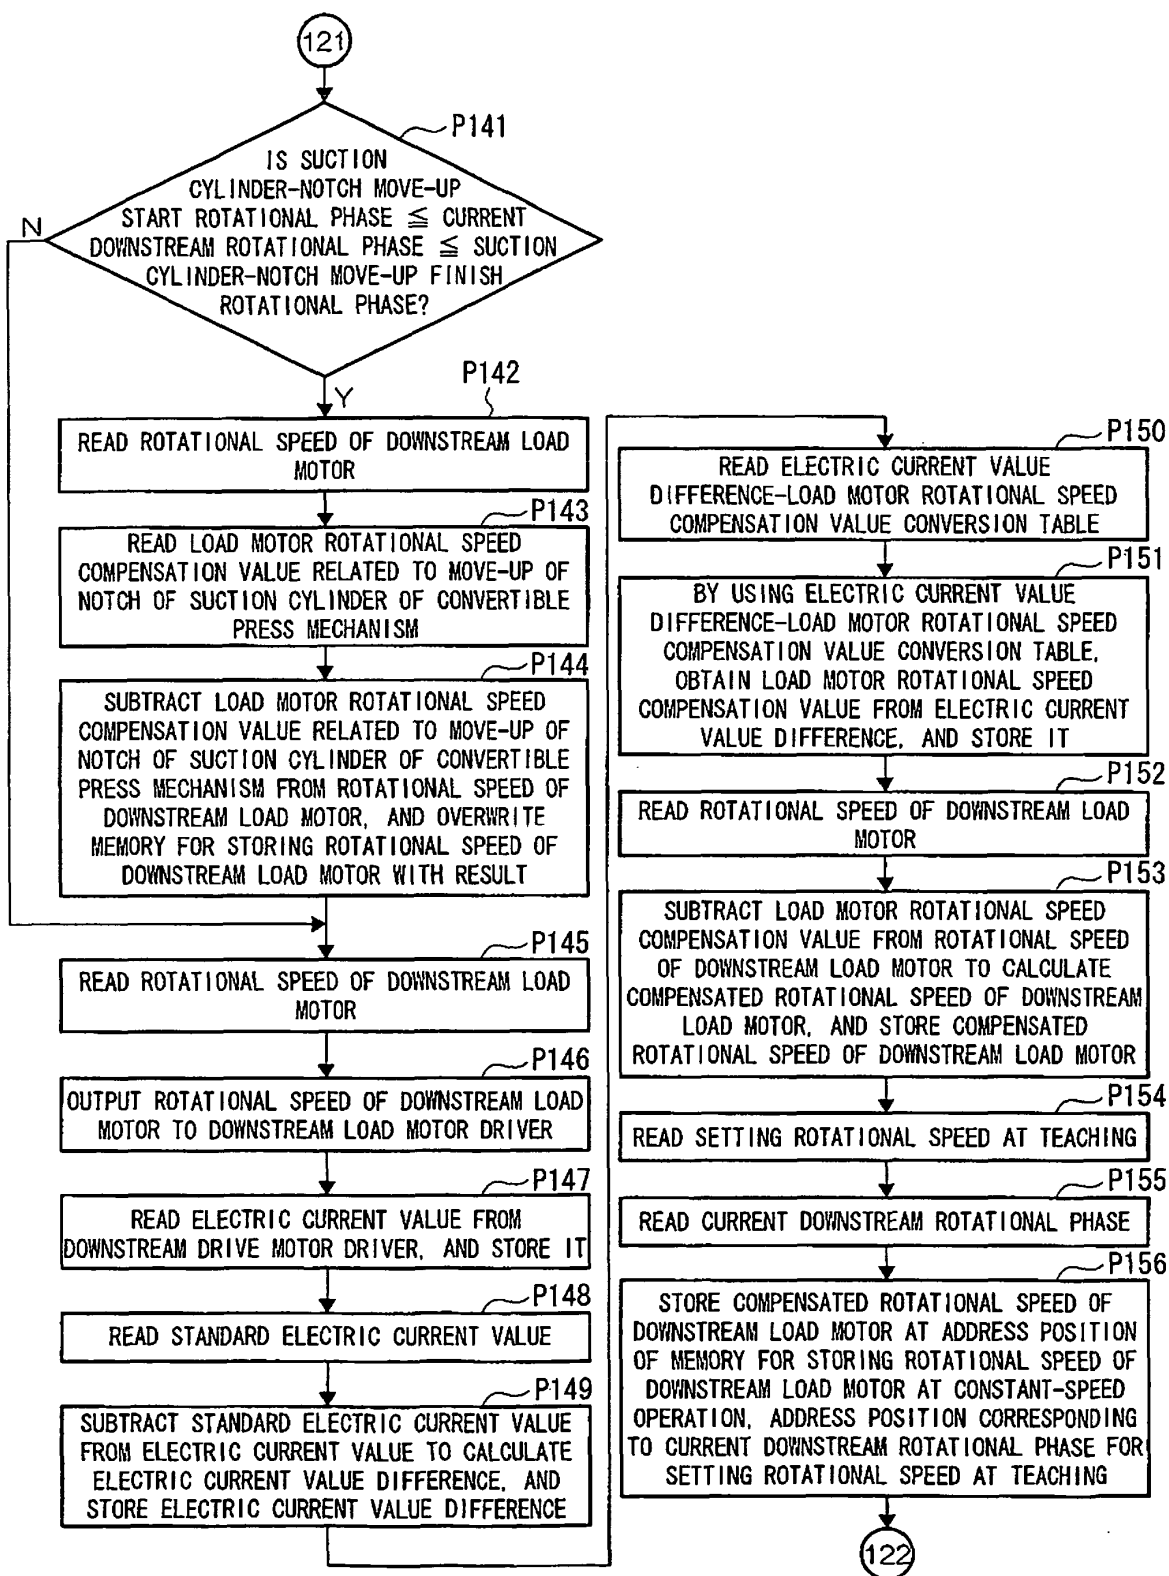 121
P141
IS SUCTION
CYLINDER-NOTCH MOVE-UP
START ROTATIONAL PHASE ≦ CURRENT
DOWNSTREAM ROTATIONAL PHASE ≦ SUCTION
CYLINDER-NOTCH MOVE-UP FINISH
ROTATIONAL PHASE?
N
Y
P142
READ ROTATIONAL SPEED OF DOWNSTREAM LOAD
MOTOR
P143
READ LOAD MOTOR ROTATIONAL SPEED
COMPENSATION VALUE RELATED TO MOVE-UP OF
NOTCH OF SUCTION CYLINDER OF CONVERTIBLE
PRESS MECHANISM
P144
SUBTRACT LOAD MOTOR ROTATIONAL SPEED
COMPENSATION VALUE RELATED TO MOVE-UP OF
NOTCH OF SUCTION CYLINDER OF CONVERTIBLE
PRESS MECHANISM FROM ROTATIONAL SPEED OF
DOWNSTREAM LOAD MOTOR, AND OVERWRITE
MEMORY FOR STORING ROTATIONAL SPEED OF
DOWNSTREAM LOAD MOTOR WITH RESULT
P145
READ ROTATIONAL SPEED OF DOWNSTREAM LOAD
MOTOR
P146
OUTPUT ROTATIONAL SPEED OF DOWNSTREAM LOAD
MOTOR TO DOWNSTREAM LOAD MOTOR DRIVER
P147
READ ELECTRIC CURRENT VALUE FROM
DOWNSTREAM DRIVE MOTOR DRIVER, AND STORE IT
P148
READ STANDARD ELECTRIC CURRENT VALUE
P149
SUBTRACT STANDARD ELECTRIC CURRENT VALUE
FROM ELECTRIC CURRENT VALUE TO CALCULATE
ELECTRIC CURRENT VALUE DIFFERENCE, AND
STORE ELECTRIC CURRENT VALUE DIFFERENCE
P150
READ ELECTRIC CURRENT VALUE
DIFFERENCE-LOAD MOTOR ROTATIONAL SPEED
COMPENSATION VALUE CONVERSION TABLE
P151
BY USING ELECTRIC CURRENT VALUE
DIFFERENCE-LOAD MOTOR ROTATIONAL SPEED
COMPENSATION VALUE CONVERSION TABLE,
OBTAIN LOAD MOTOR ROTATIONAL SPEED
COMPENSATION VALUE FROM ELECTRIC CURRENT
VALUE DIFFERENCE, AND STORE IT
P152
READ ROTATIONAL SPEED OF DOWNSTREAM LOAD
MOTOR
P153
SUBTRACT LOAD MOTOR ROTATIONAL SPEED
COMPENSATION VALUE FROM ROTATIONAL SPEED
OF DOWNSTREAM LOAD MOTOR TO CALCULATE
COMPENSATED ROTATIONAL SPEED OF DOWNSTREAM
LOAD MOTOR, AND STORE COMPENSATED
ROTATIONAL SPEED OF DOWNSTREAM LOAD MOTOR
P154
READ SETTING ROTATIONAL SPEED AT TEACHING
P155
READ CURRENT DOWNSTREAM ROTATIONAL PHASE
P156
STORE COMPENSATED ROTATIONAL SPEED OF
DOWNSTREAM LOAD MOTOR AT ADDRESS POSITION
OF MEMORY FOR STORING ROTATIONAL SPEED OF
DOWNSTREAM LOAD MOTOR AT CONSTANT-SPEED
OPERATION, ADDRESS POSITION CORRESPONDING
TO CURRENT DOWNSTREAM ROTATIONAL PHASE FOR
SETTING ROTATIONAL SPEED AT TEACHING
122